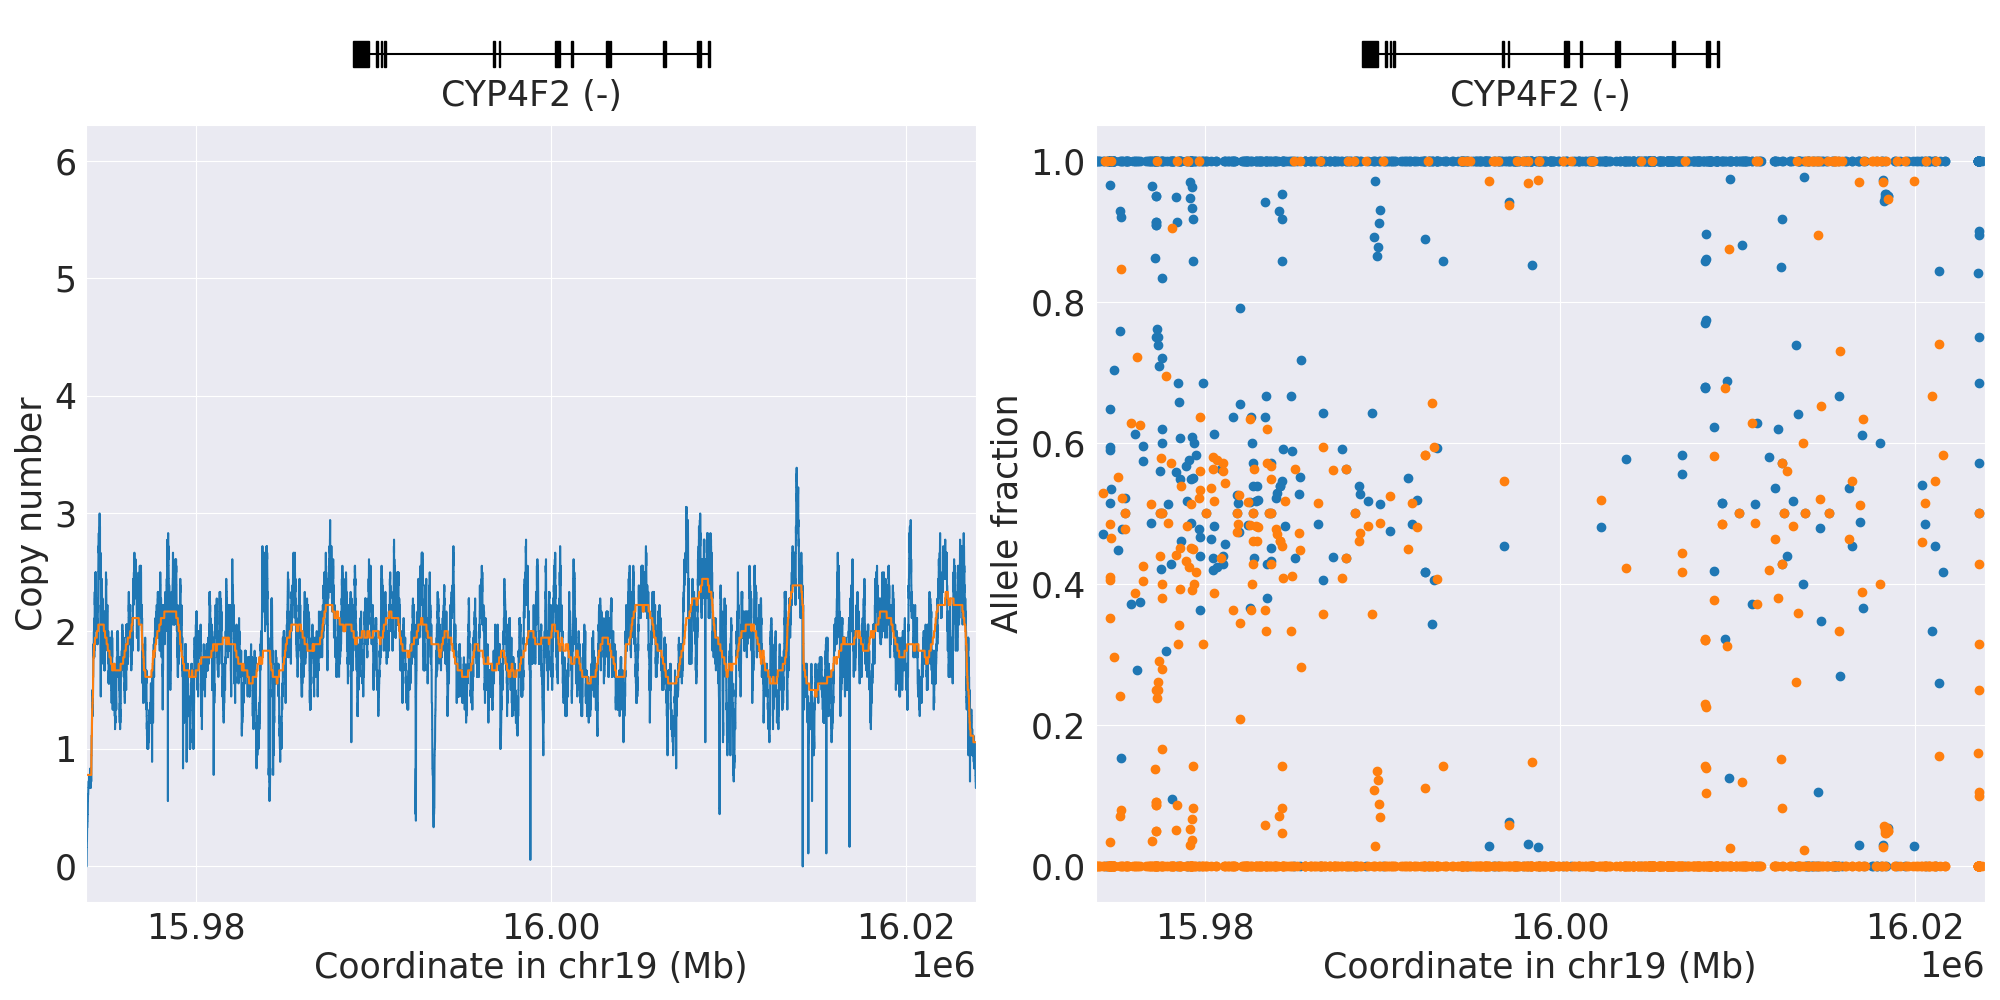 CYP4F2 (-)
Copy number
6
5
4
3
2
1
0
15.98
16.00
16.02
Coordinate in chr19 (Mb)
1e6
CYP4F2 (-)
Allele fraction
1.0
0.8
0.6
0.4
0.2
0.0
15.98
16.00
16.02
Coordinate in chr19 (Mb)
1e6